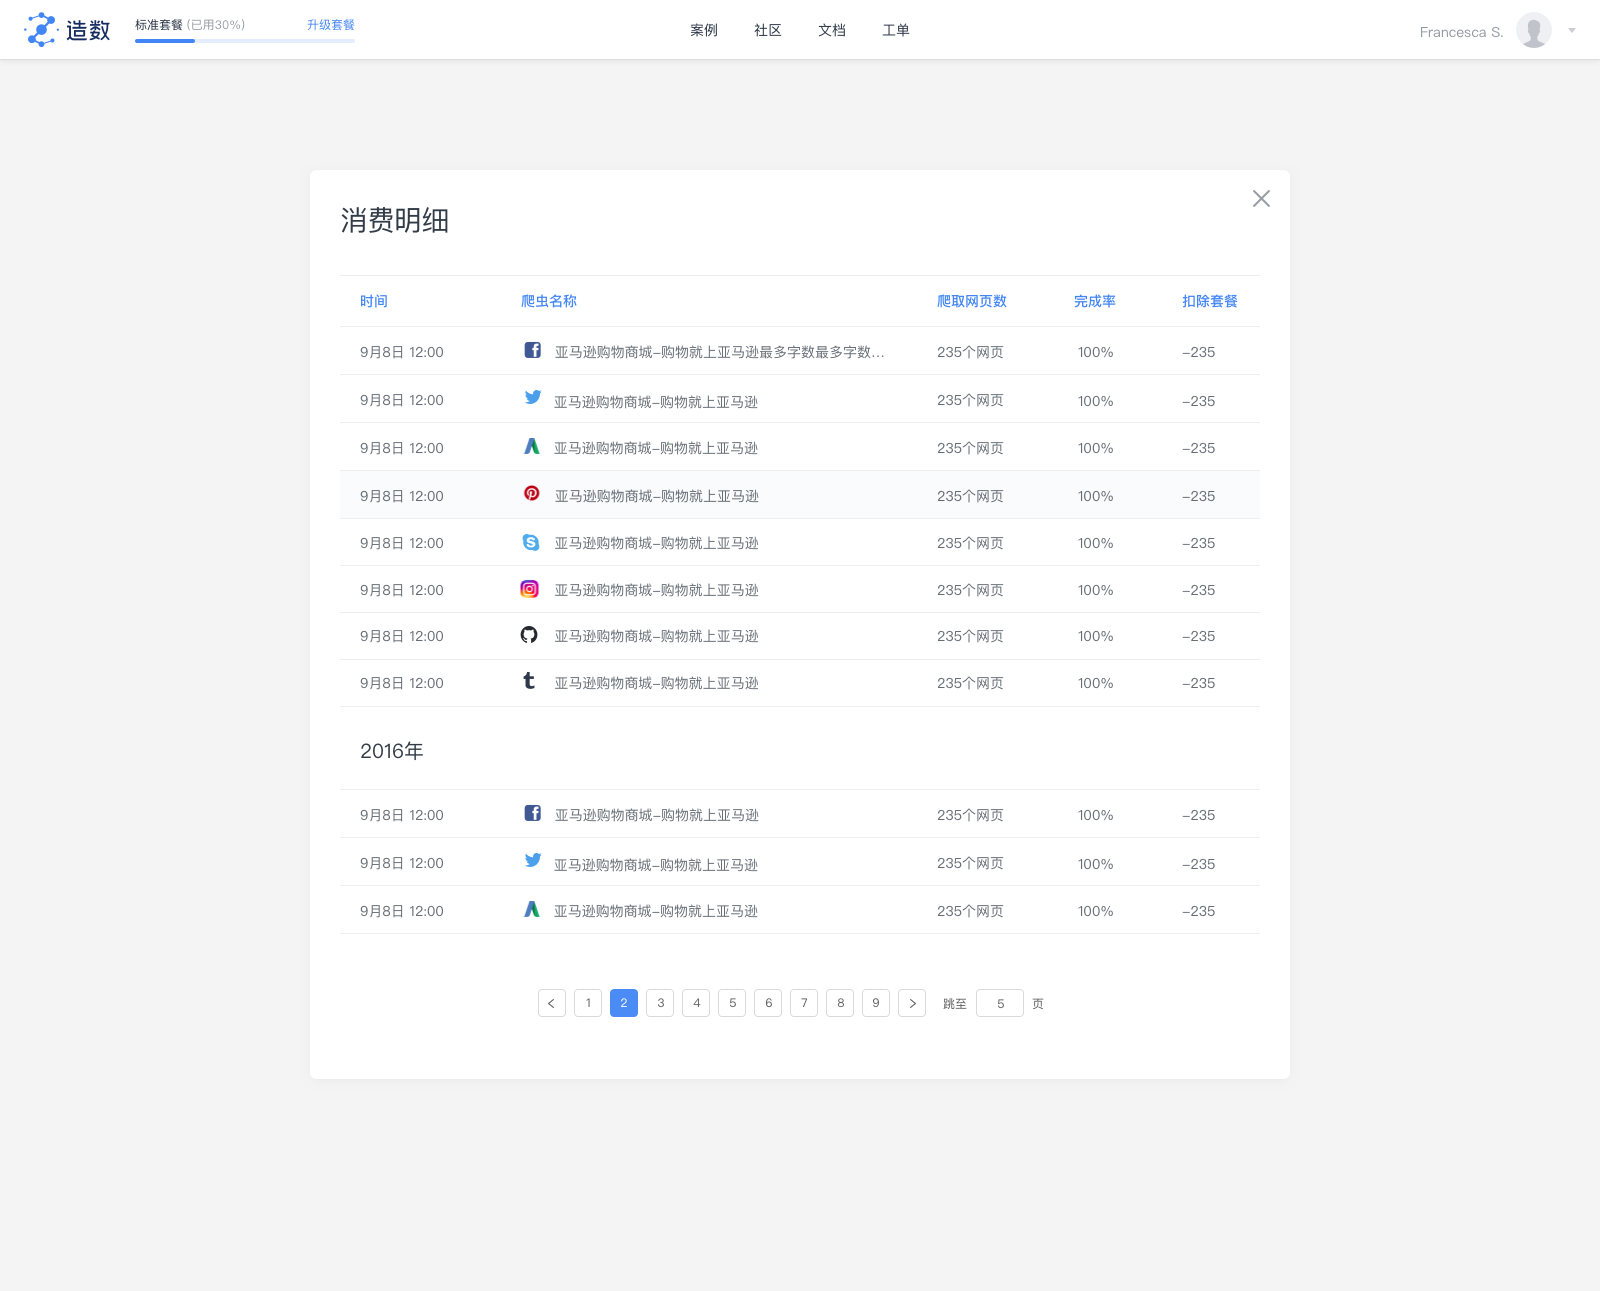 造数 标准套餐 (已用30%) 升级套餐 案例 社区 文档 工单 Francesca S.
消费明细
时间 爬虫名称 爬取网页数 完成率 扣除套餐
9月8日 12:00 亚马逊购物商城-购物就上亚马逊最多字数最多字数... 235个网页 100% -235
9月8日 12:00 亚马逊购物商城-购物就上亚马逊 235个网页 100% -235
9月8日 12:00 亚马逊购物商城-购物就上亚马逊 235个网页 100% -235
9月8日 12:00 亚马逊购物商城-购物就上亚马逊 235个网页 100% -235
9月8日 12:00 亚马逊购物商城-购物就上亚马逊 235个网页 100% -235
9月8日 12:00 亚马逊购物商城-购物就上亚马逊 235个网页 100% -235
9月8日 12:00 亚马逊购物商城-购物就上亚马逊 235个网页 100% -235
9月8日 12:00 亚马逊购物商城-购物就上亚马逊 235个网页 100% -235
2016年
9月8日 12:00 亚马逊购物商城-购物就上亚马逊 235个网页 100% -235
9月8日 12:00 亚马逊购物商城-购物就上亚马逊 235个网页 100% -235
9月8日 12:00 亚马逊购物商城-购物就上亚马逊 235个网页 100% -235
< 1 2 3 4 5 6 7 8 9 > 跳至 5 页